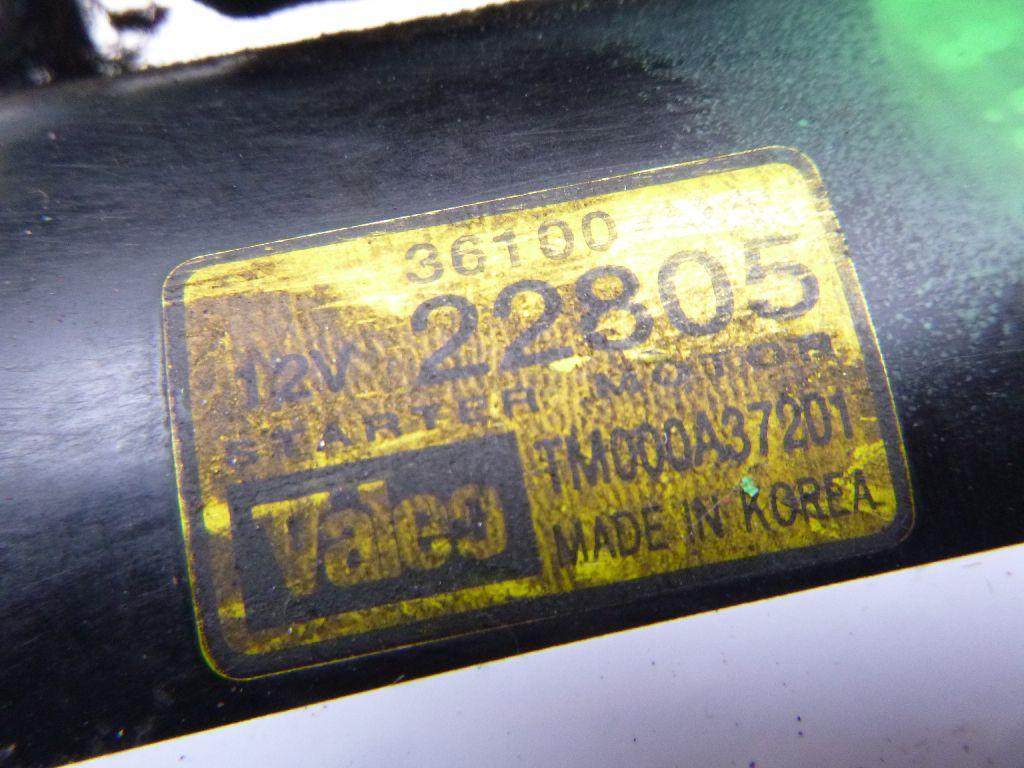 36100
12V 22805
STARTER MOTOR
Valeo
TM000A37201
MADE IN KOREA